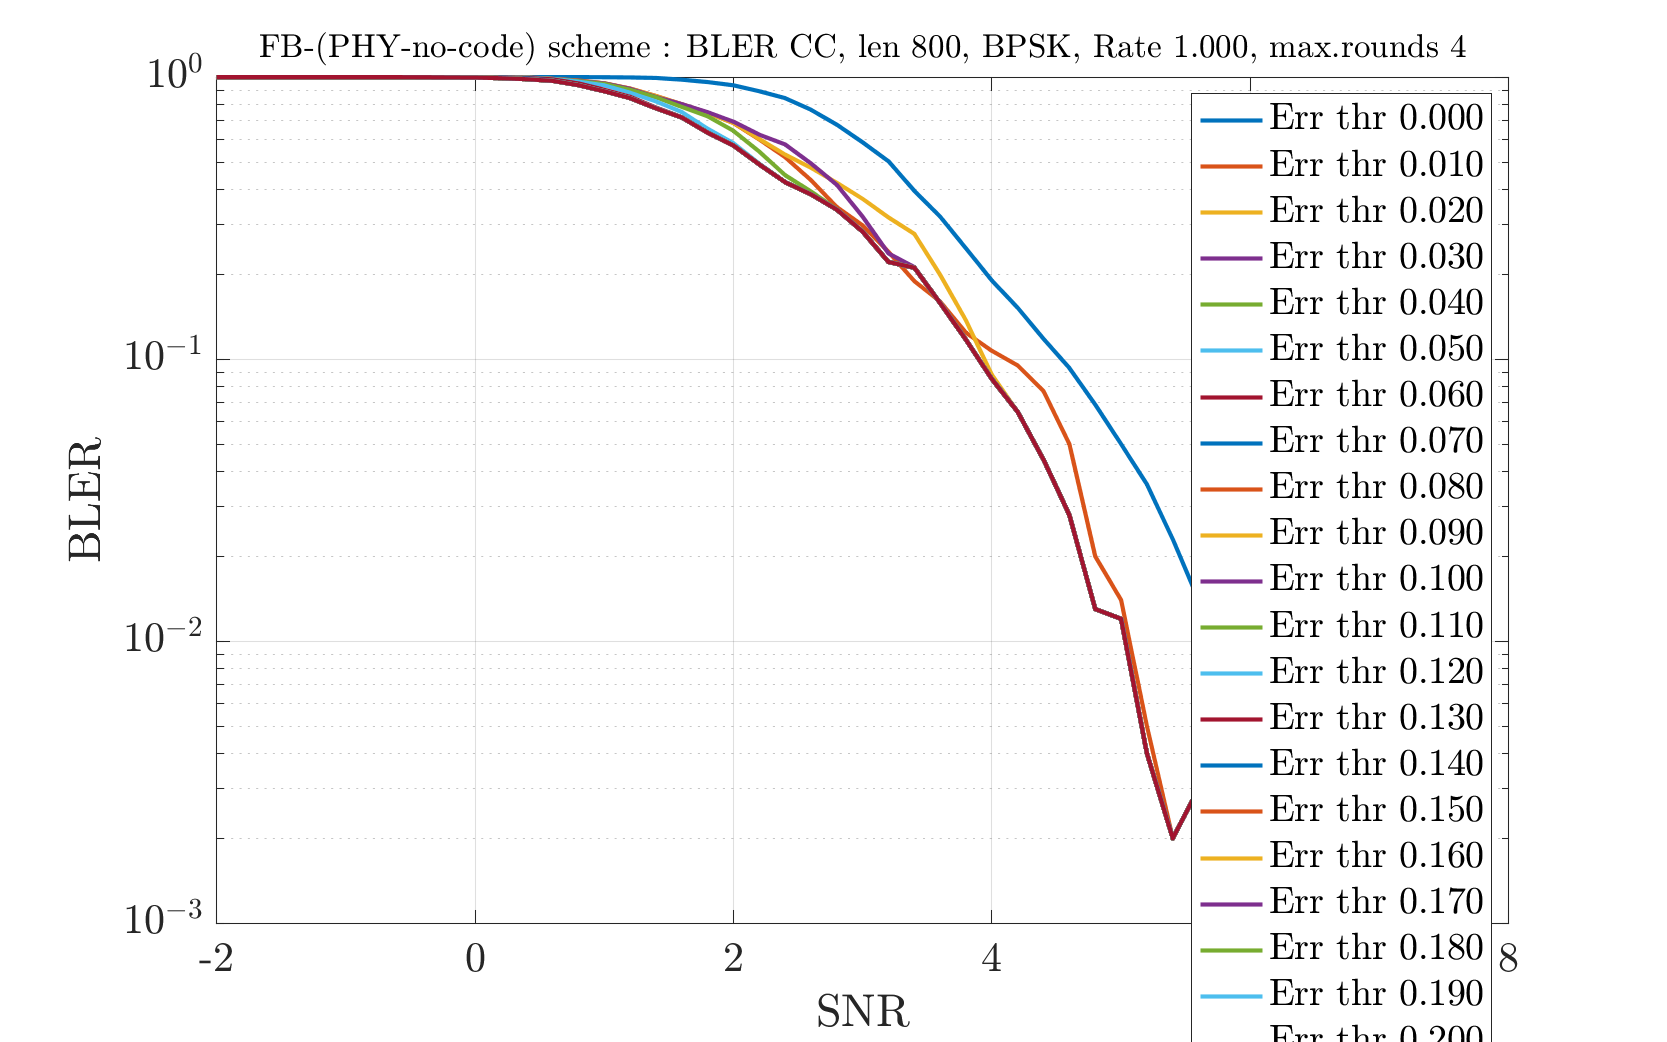 FB-(PHY-no-code) scheme : BLER CC, len 800, BPSK, Rate 1.000, max.rounds 4
10^0
10^-1
10^-2
10^-3
BLER
-2 0 2 4 8
SNR
Err thr 0.000
Err thr 0.010
Err thr 0.020
Err thr 0.030
Err thr 0.040
Err thr 0.050
Err thr 0.060
Err thr 0.070
Err thr 0.080
Err thr 0.090
Err thr 0.100
Err thr 0.110
Err thr 0.120
Err thr 0.130
Err thr 0.140
Err thr 0.150
Err thr 0.160
Err thr 0.170
Err thr 0.180
Err thr 0.190
Err thr 0.200